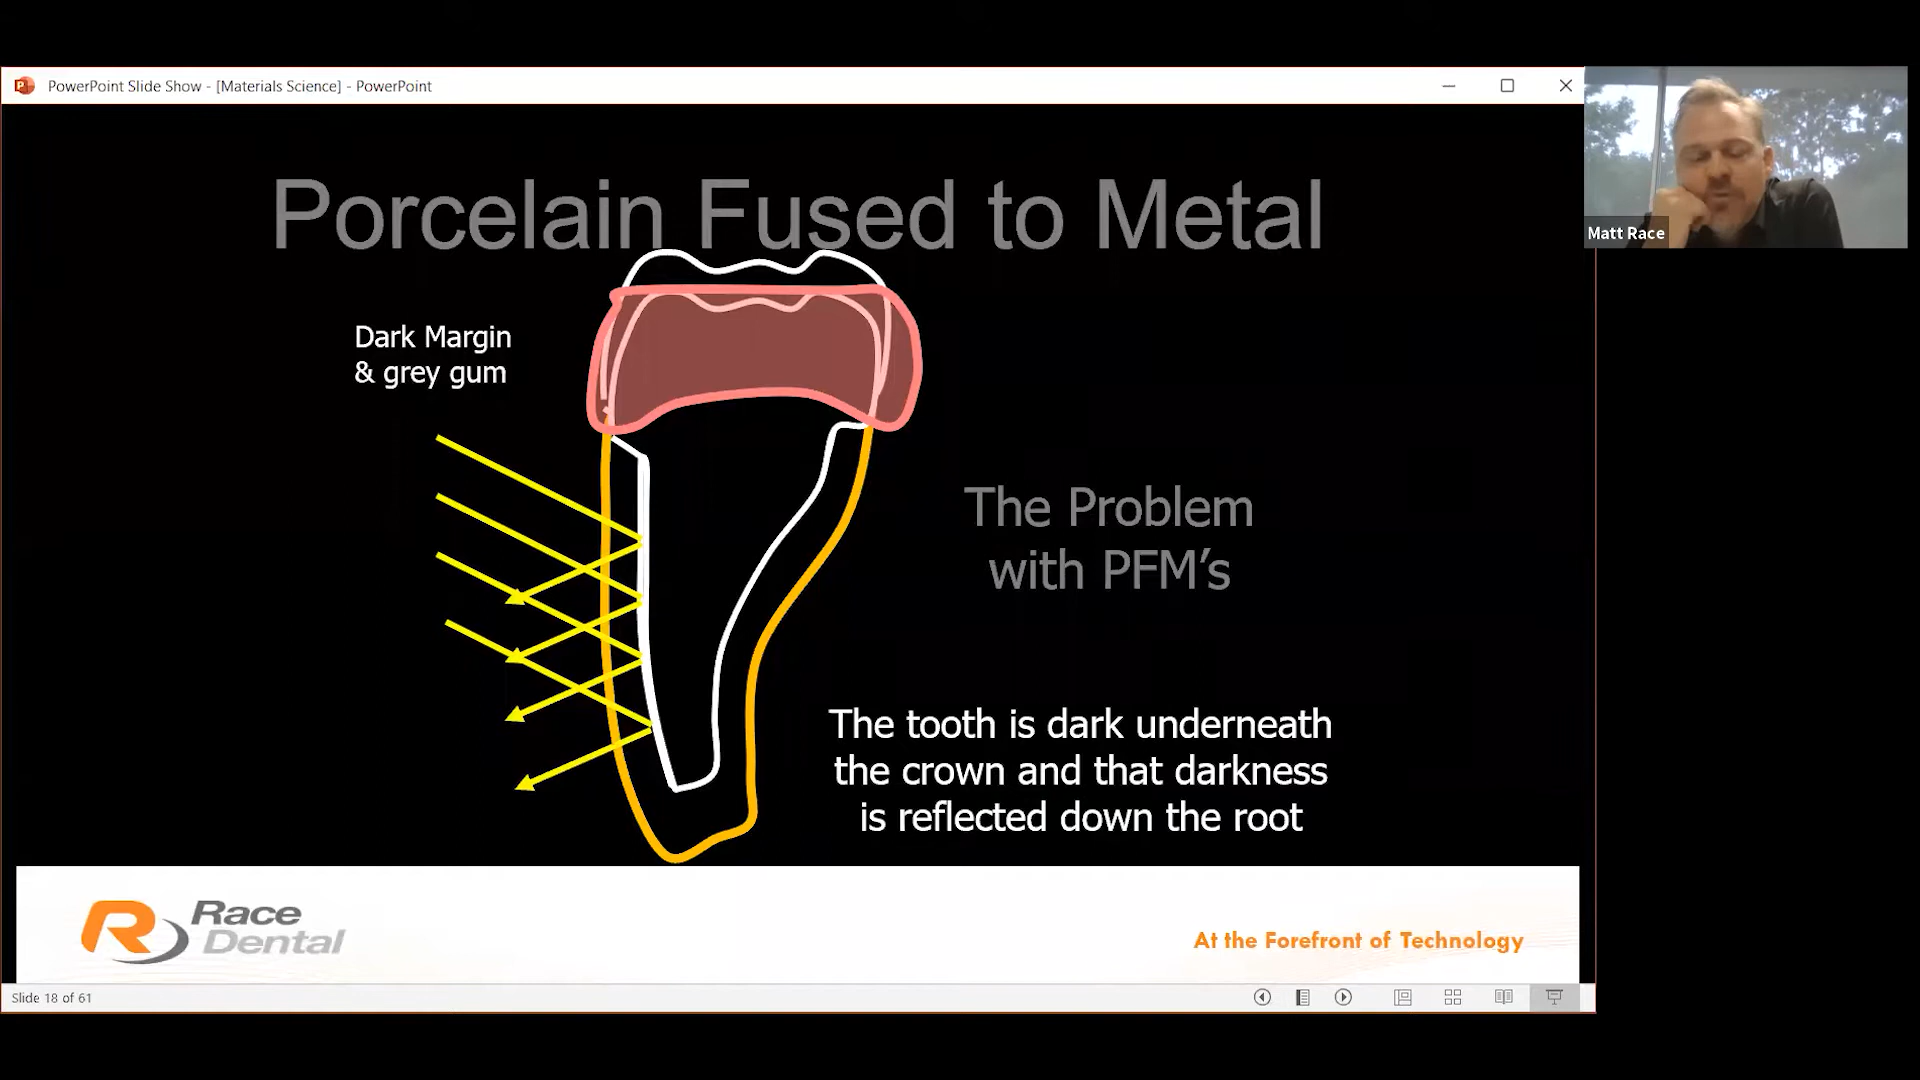 PowerPoint Slide Show - [Materials Science] - PowerPoint
Matt Race
Porcelain Fused to Metal
Dark Margin
& grey gum
The Problem
with PFM’s
The tooth is dark underneath
the crown and that darkness
is reflected down the root
Race
Dental
At the Forefront of Technology
Slide 18 of 61